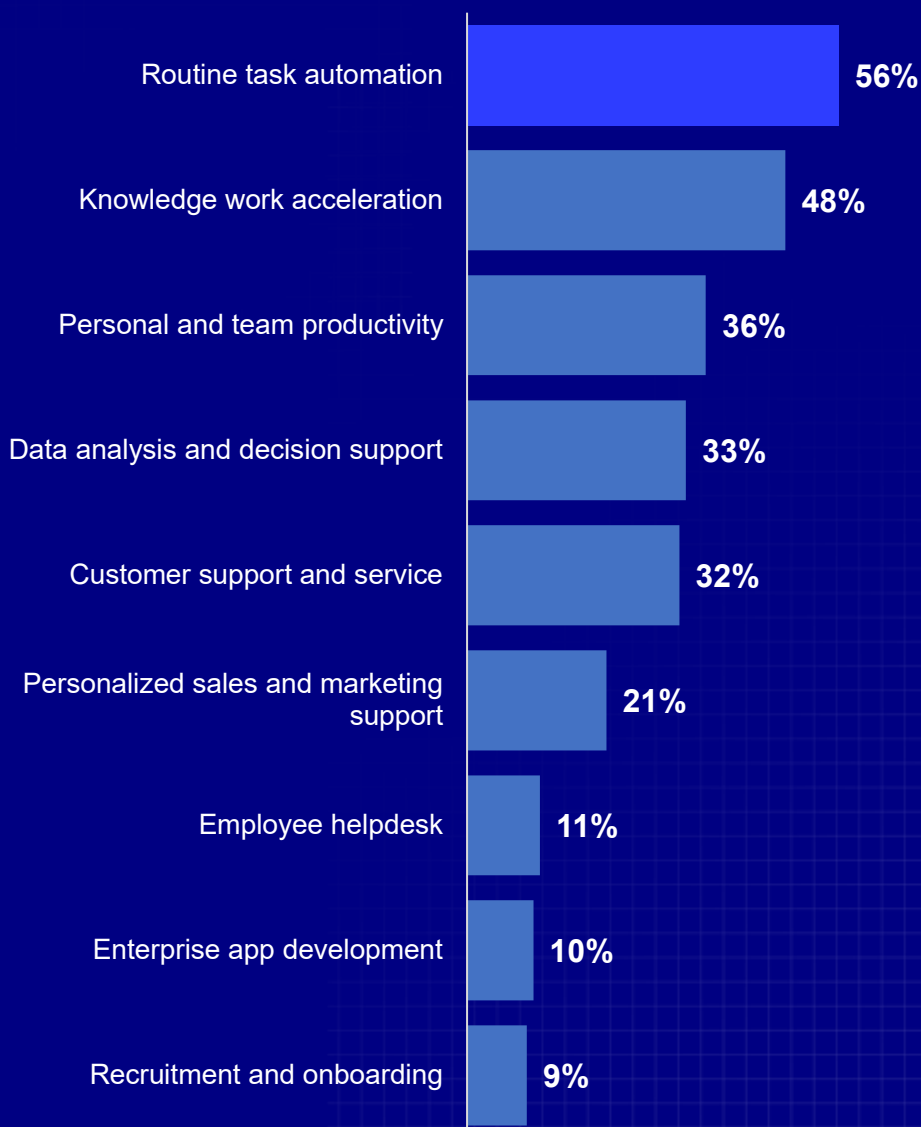 Routine task automation
56%
Knowledge work acceleration
48%
Personal and team productivity
36%
Data analysis and decision support
33%
Customer support and service
32%
Personalized sales and marketing
support
21%
Employee helpdesk
11%
Enterprise app development
10%
Recruitment and onboarding
9%